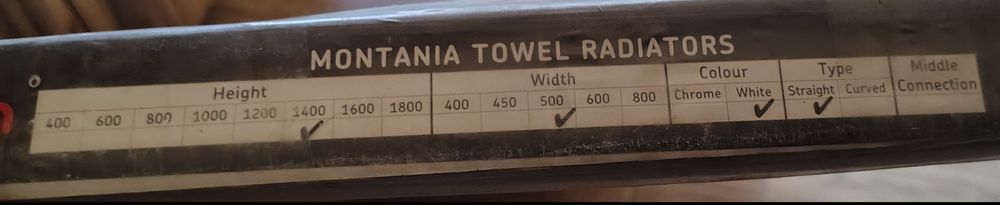 MONTANIA TOWEL RADIATORS
Height Width Colour Type Middle Connection
400 600 800 1000 1200 1400 1600 1800 400 450 500 600 800 Chrome White Straight Curved
✓ ✓ ✓ ✓